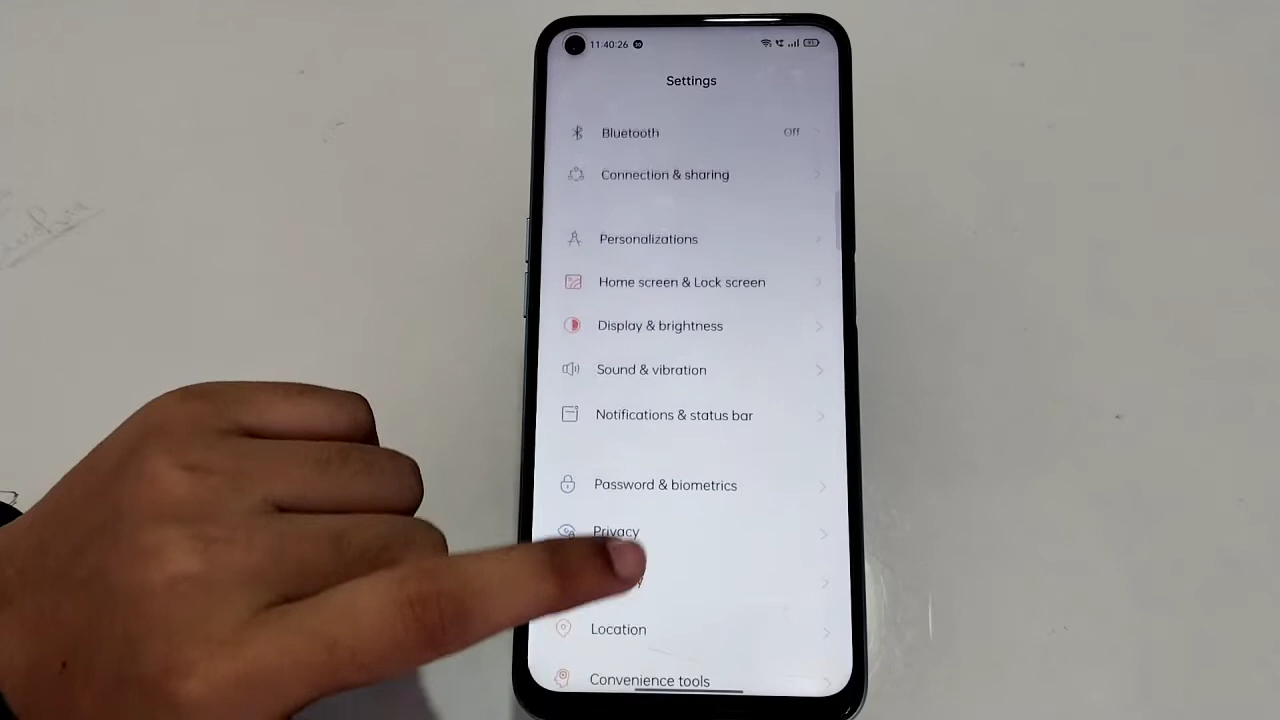 11:40:26
Settings
Bluetooth Off
Connection & sharing
Personalizations
Home screen & Lock screen
Display & brightness
Sound & vibration
Notifications & status bar
Password & biometrics
Privacy
Location
Convenience tools